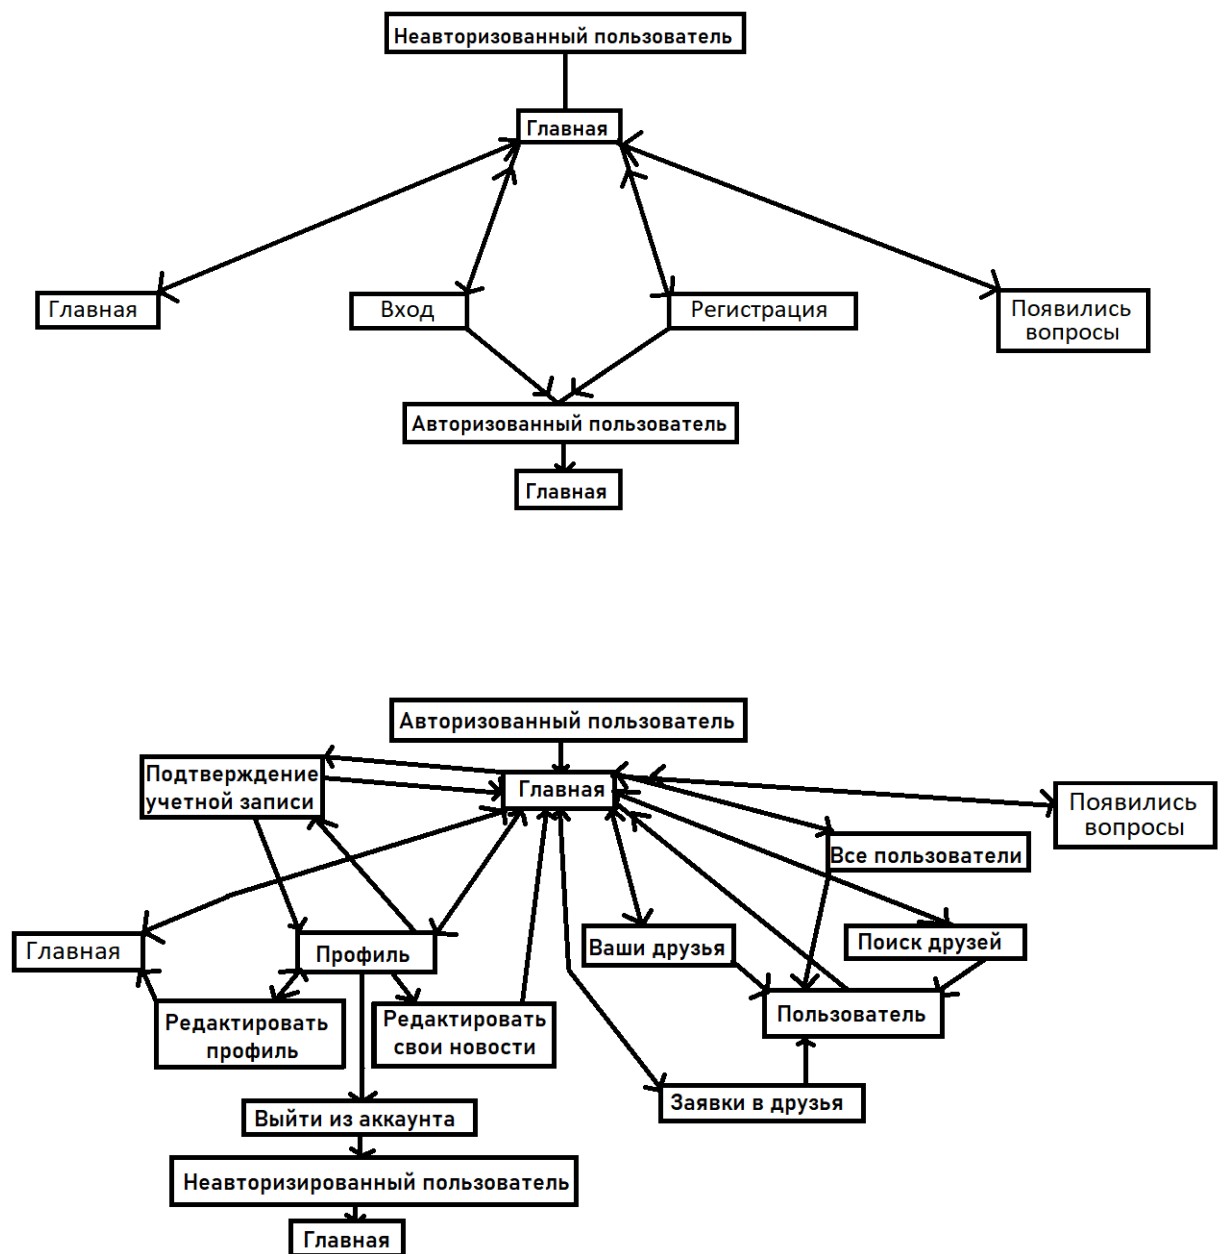 Неавторизованный пользователь
Главная
Главная
Вход
Регистрация
Появились
вопросы
Авторизованный пользователь
Главная
Авторизованный пользователь
Подтверждение
учетной записи
Главная
Появились
вопросы
Все пользователи
Главная
Профиль
Ваши друзья
Поиск друзей
Редактировать
профиль
Редактировать
свои новости
Пользователь
Заявки в друзья
Выйти из аккаунта
Неавторизированный пользователь
Главная